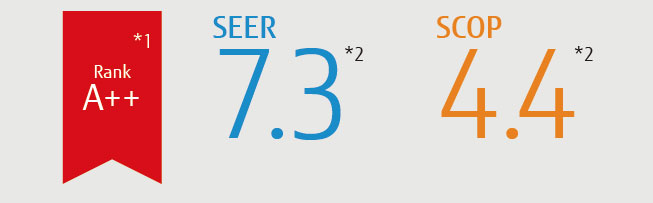 *1
Rank
A++
SEER
7.3*2
SCOP
4.4*2